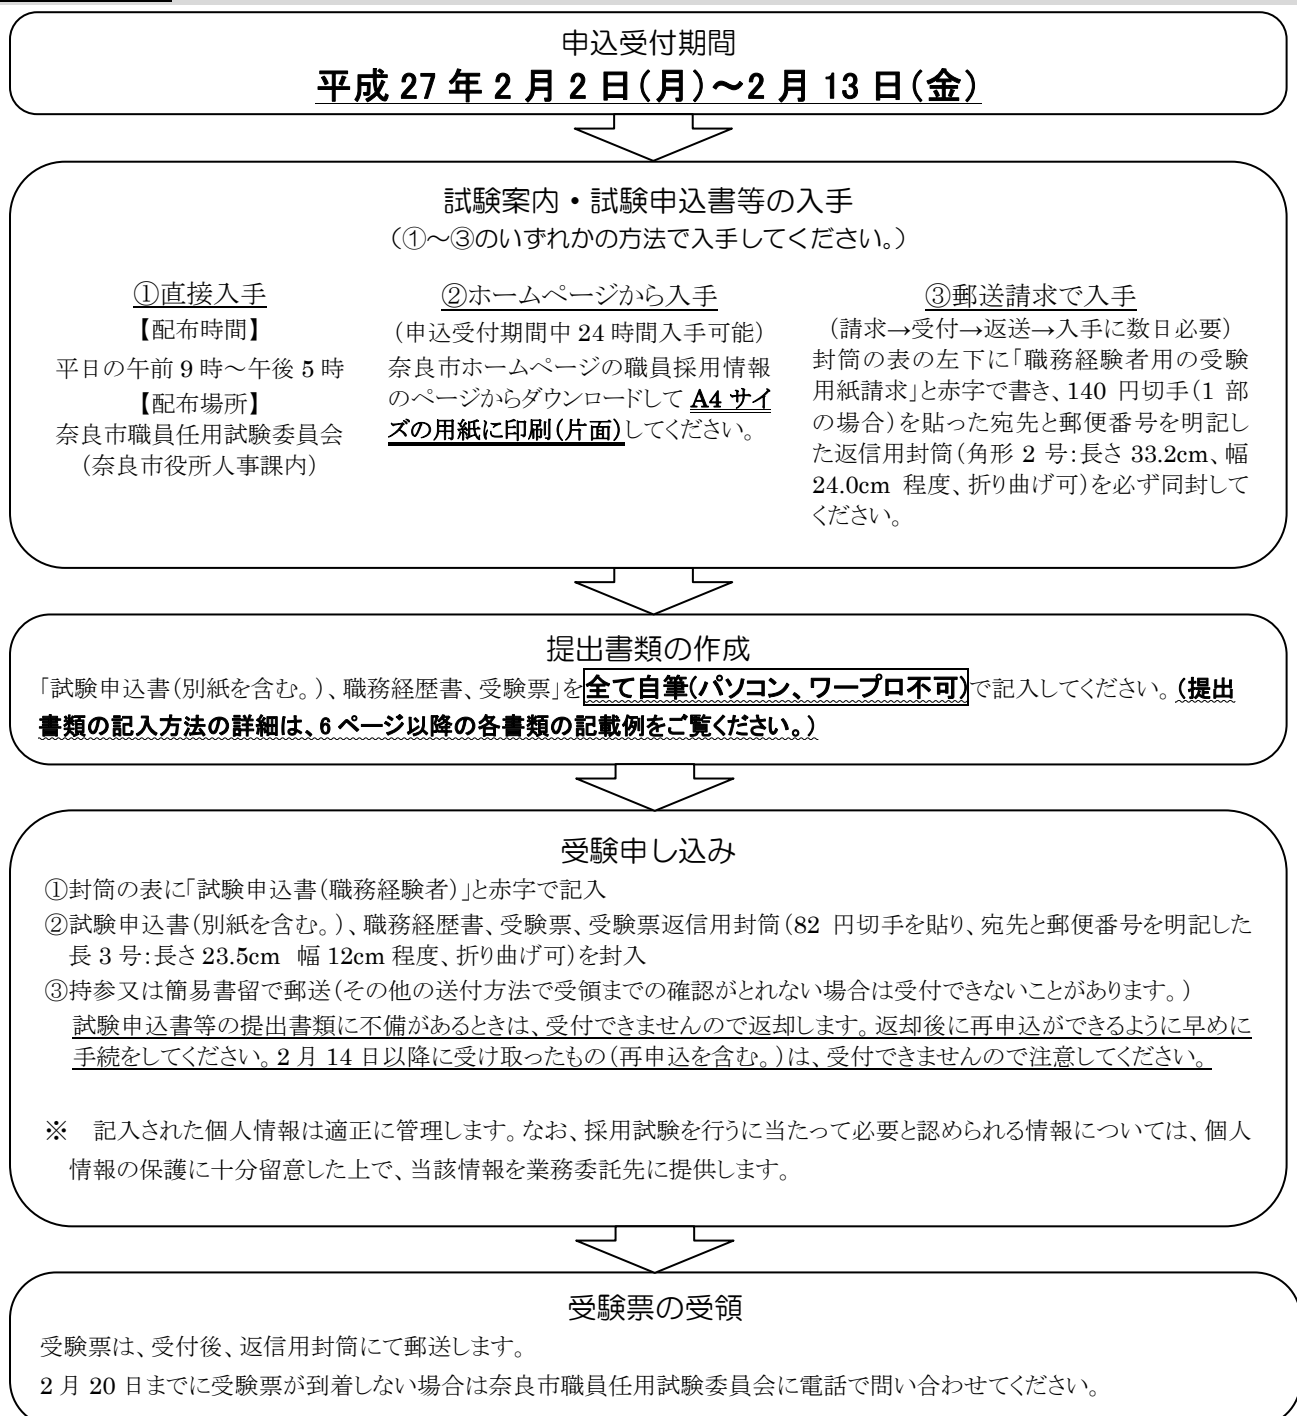 申込受付期間
平成 27 年 2 月 2 日（月）～2 月 13 日（金）
試験案内・試験申込書等の入手
（①～③のいずれかの方法で入手してください。）
①直接入手
【配布時間】
平日の午前 9 時～午後 5 時
【配布場所】
奈良市職員任用試験委員会
（奈良市役所人事課内）
②ホームページから入手
（申込受付期間中 24 時間入手可能）
奈良市ホームページの職員採用情報
のページからダウンロードして A4 サイ
ズの用紙に印刷（片面）してください。
③郵送請求で入手
（請求→受付→返送→入手に数日必要）
封筒の表の左下に「職務経験者用の受験
用紙請求」と赤字で書き、140 円切手（1 部
の場合）を貼った宛先と郵便番号を明記し
た返信用封筒（角形 2 号：長さ 33.2cm、幅
24.0cm 程度、折り曲げ可）を必ず同封して
ください。
提出書類の作成
「試験申込書（別紙を含む。）、職務経歴書、受験票」を全て自筆(パソコン、ワープロ不可)で記入してください。（提出
書類の記入方法の詳細は、6 ページ以降の各書類の記載例をご覧ください。）
受験申し込み
①封筒の表に「試験申込書（職務経験者）」と赤字で記入
②試験申込書（別紙を含む。）、職務経歴書、受験票、受験票返信用封筒（82 円切手を貼り、宛先と郵便番号を明記した
長 3 号：長さ 23.5cm 幅 12cm 程度、折り曲げ可）を封入
③持参又は簡易書留で郵送（その他の送付方法で受領までの確認がとれない場合は受付できないことがあります。）
試験申込書等の提出書類に不備があるときは、受付できませんので返却します。返却後に再申込ができるように早めに
手続をしてください。2 月 14 日以降に受け取ったもの（再申込を含む。）は、受付できませんので注意してください。
※ 記入された個人情報は適正に管理します。なお、採用試験を行うに当たって必要と認められる情報については、個人
情報の保護に十分留意した上で、当該情報を業務委託先に提供します。
受験票の受領
受験票は、受付後、返信用封筒にて郵送します。
2 月 20 日までに受験票が到着しない場合は奈良市職員任用試験委員会に電話で問い合わせてください。